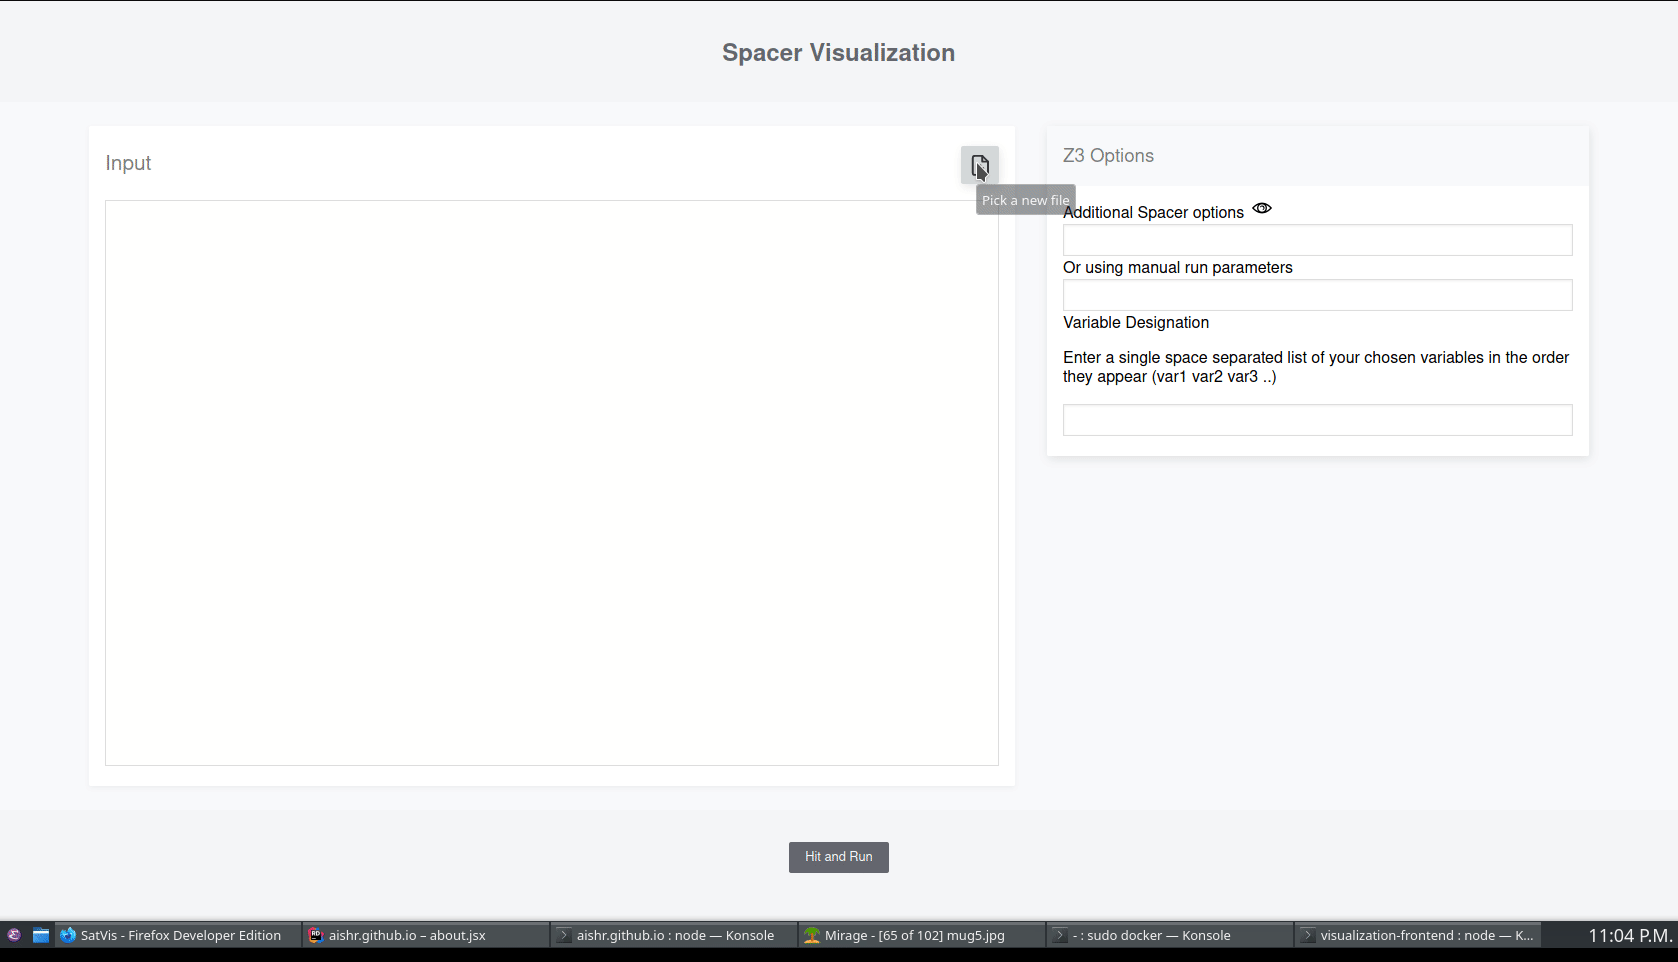 Spacer Visualization
Input
Pick a new file
Z3 Options
Additional Spacer options
Or using manual run parameters
Variable Designation
Enter a single space separated list of your chosen variables in the order
they appear (var1 var2 var3 ..)
Hit and Run
SatVis - Firefox Developer Edition
aishr.github.io – about.jsx
aishr.github.io : node — Konsole
Mirage - [65 of 102] mug5.jpg
- : sudo docker — Konsole
visualization-frontend : node — K...
11:04 P.M.